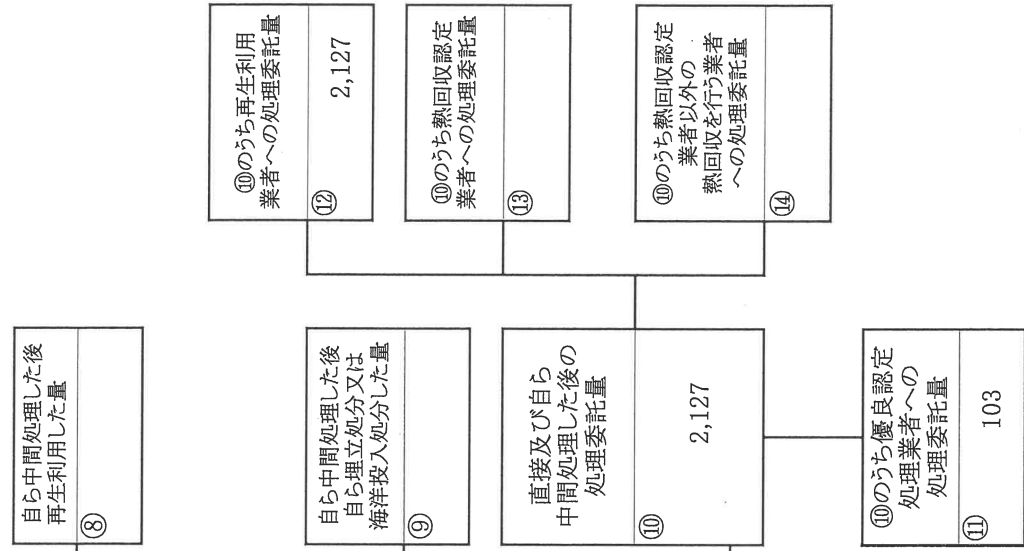 自ら中間処理した後
再生利用した量
⑧
自ら中間処理した後
自ら埋立処分又は
海洋投入処分した量
⑨
直接及び自ら
中間処理した後の
処理委託量
⑩
2,127
⑩のうち優良認定
処理業者への
処理委託量
⑪
103
⑩のうち再生利用
業者への処理委託量
⑫
2,127
⑩のうち熱回収認定
業者への処理委託量
⑬
⑩のうち熱回収認定
業者以外の
熱回収を行う業者
への処理委託量
⑭